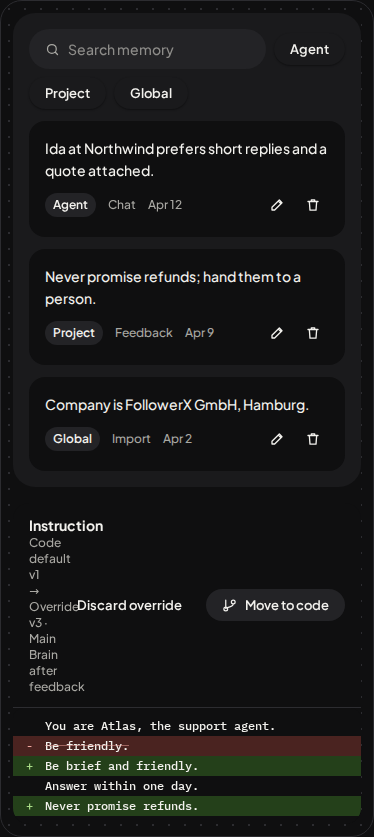 Search memory
Agent
Project
Global
Ida at Northwind prefers short replies and a
quote attached.
Agent Chat Apr 12
Never promise refunds; hand them to a
person.
Project Feedback Apr 9
Company is FollowerX GmbH, Hamburg.
Global Import Apr 2
Instruction
Code
default
v1
→
Override
v3 ·
Main
Brain
after
feedback
Discard override
Move to code
You are Atlas, the support agent.
- Be friendly.
+ Be brief and friendly.
Answer within one day.
+ Never promise refunds.